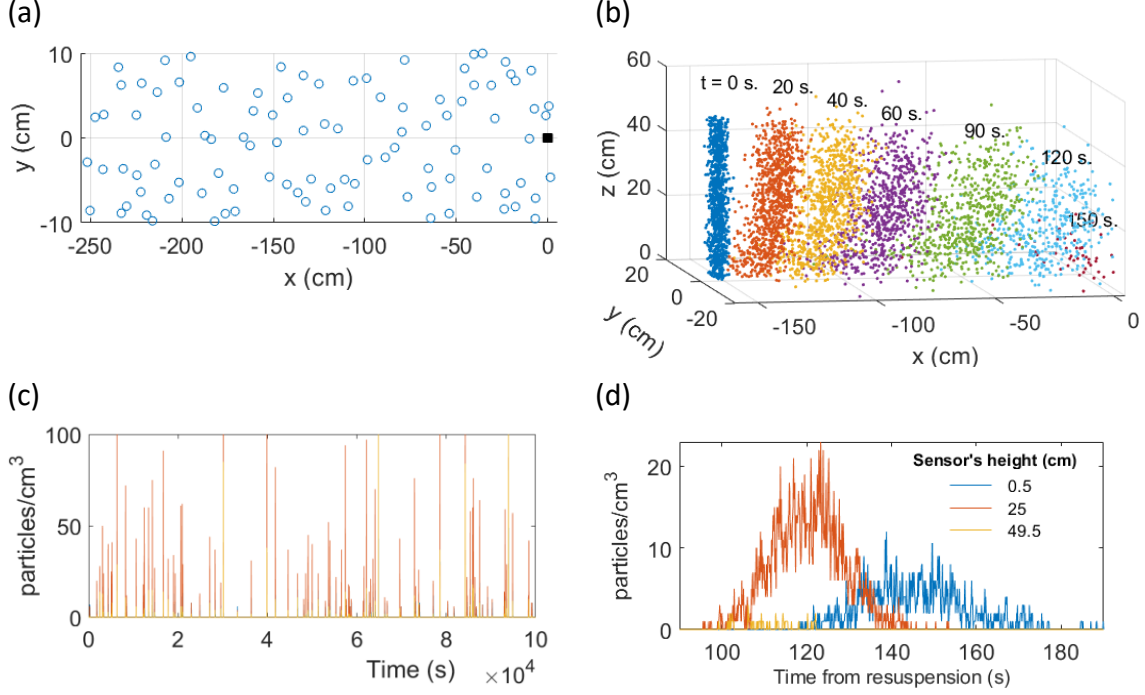 (a)
10
0
-10
y (cm)
-250
-200
-150
-100
-50
0
x (cm)
(b)
60
40
20
0
z (cm)
t = 0 s.
20 s.
40 s.
60 s.
90 s.
120 s.
150 s.
20
0
-20
y (cm)
-150
-100
-50
0
x (cm)
(c)
100
50
0
particles/cm³
0
2
4
6
8
10
Time (s)
×10⁴
(d)
20
10
0
particles/cm³
Sensor's height (cm)
0.5
25
49.5
100
120
140
160
180
Time from resuspension (s)